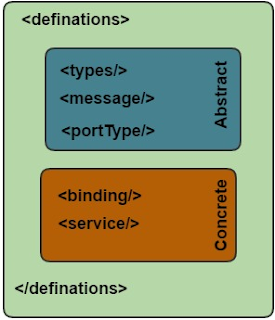 <definations>
<types/>
<message/>
<portType/>
Abstract
<binding/>
<service/>
Concrete
</definations>